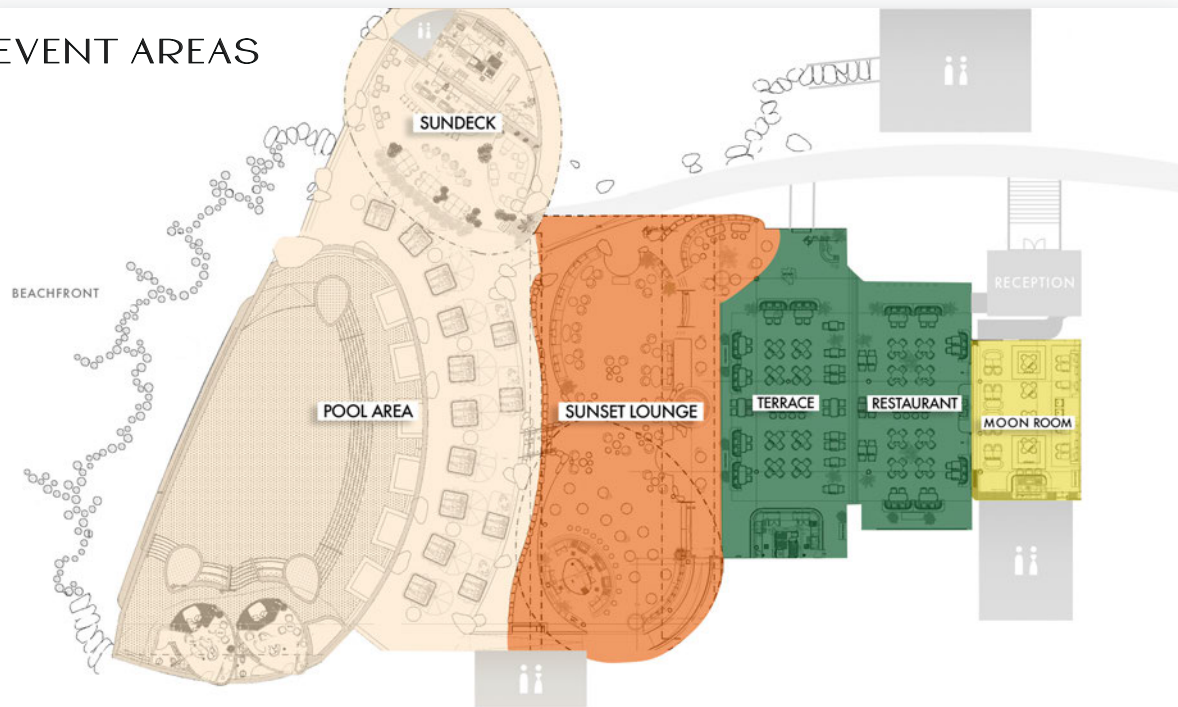 EVENT AREAS
SUNDECK
BEACHFRONT
RECEPTION
POOL AREA
SUNSET LOUNGE
TERRACE
RESTAURANT
MOON ROOM